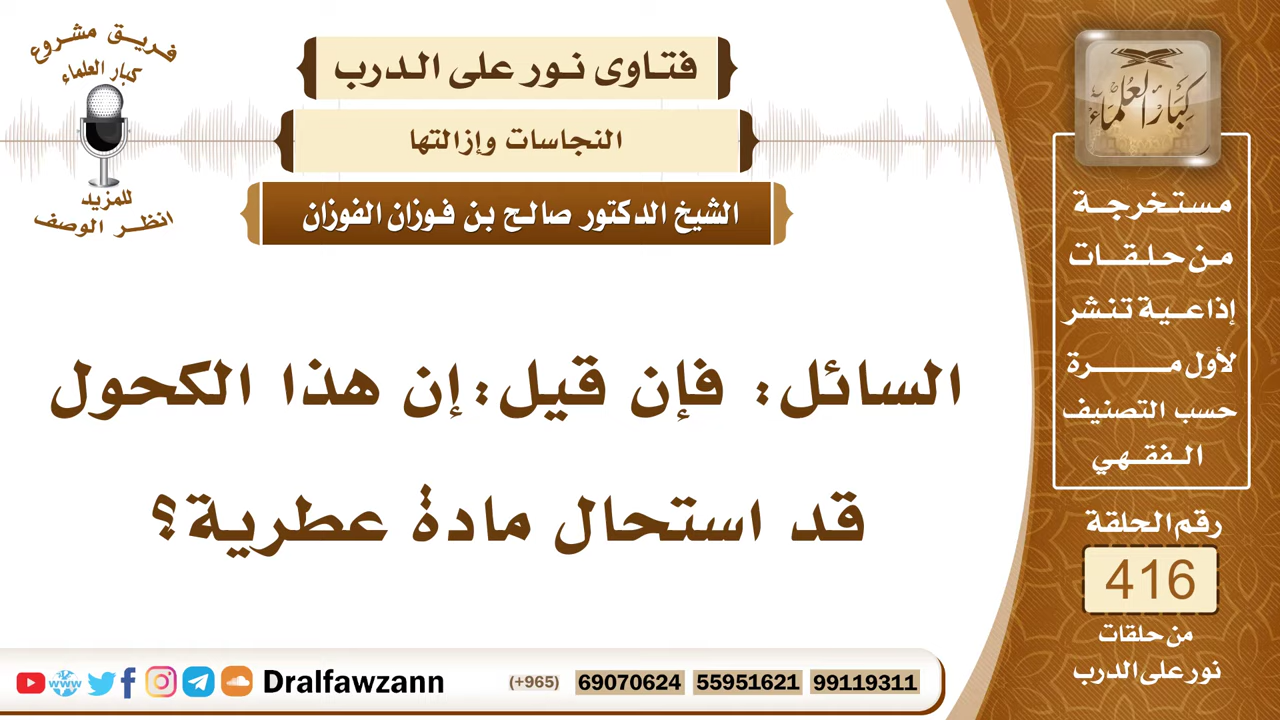 فريق مشروع
كبار العلماء
للمزيد
انظر الوصف
فتاوى نور على الدرب
النجاسات وإزالتها
الشيخ الدكتور صالح بن فوزان الفوزان
كبار العلماء
مستخرجة
من حلقات
إذاعية تنشر
لأول مرة
حسب التصنيف
الفقهي
رقم الحلقة
416
من حلقات
نور على الدرب
السائل: فإن قيل: إن هذا الكحول
قد استحال مادة عطرية؟
www Dralfawzann (+965) 69070624 55951621 99119311